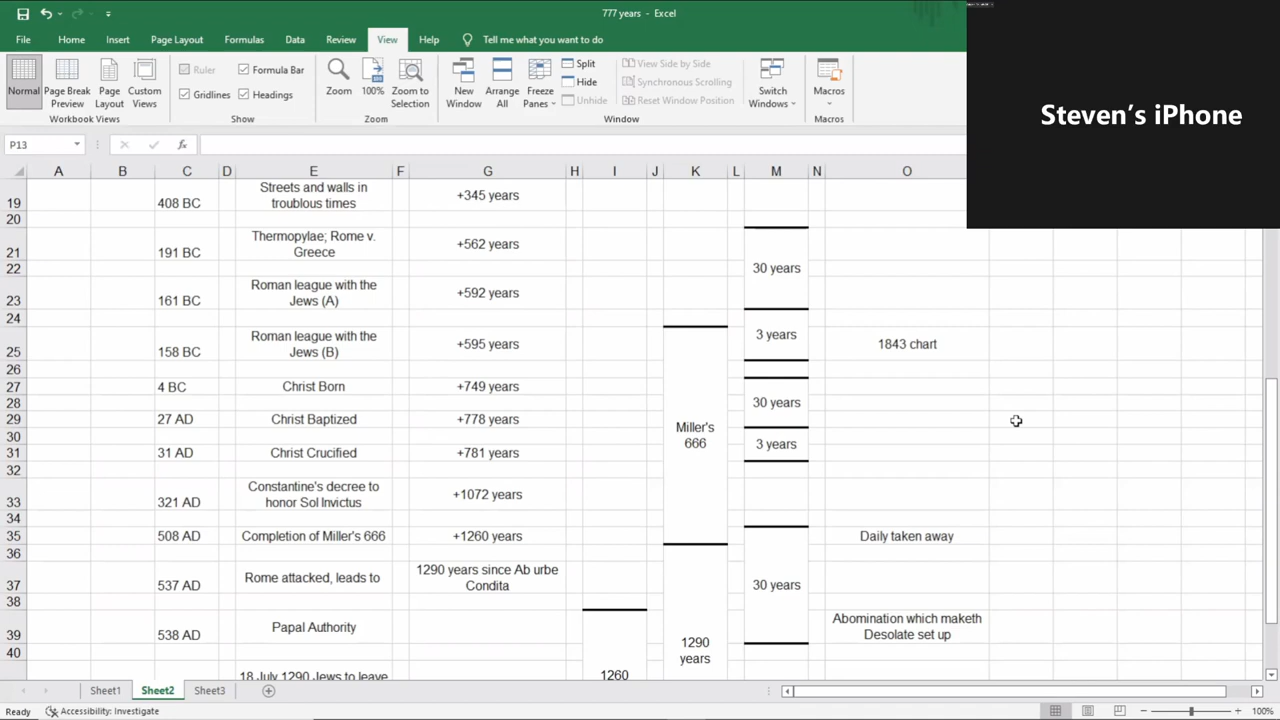 777 years - Excel
File Home Insert Page Layout Formulas Data Review View Help Tell me what you want to do
Normal
Page Break
Preview
Page
Layout
Custom
Views
Workbook Views
Ruler
Formula Bar
Gridlines
Headings
Show
Zoom
100%
Zoom to
Selection
Zoom
New
Window
Arrange
All
Freeze
Panes
Split
Hide
Unhide
View Side by Side
Synchronous Scrolling
Reset Window Position
Window
Switch
Windows
Macros
Macros
Steven's iPhone
P13
fx
A B C D E F G H I J K L M N O
19 408 BC
Streets and walls in
troublous times
+345 years
20
21 191 BC
Thermopylae; Rome v.
Greece
+562 years
22
30 years
23 161 BC
Roman league with the
Jews (A)
+592 years
24
25 158 BC
Roman league with the
Jews (B)
+595 years
3 years
1843 chart
26
27 4 BC Christ Born +749 years
28
30 years
29 27 AD Christ Baptized +778 years
Miller's
666
30
31 31 AD Christ Crucified +781 years
3 years
32
33 321 AD
Constantine's decree to
honor Sol Invictus
+1072 years
34
35 508 AD Completion of Miller's 666 +1260 years Daily taken away
36
37 537 AD
Rome attacked, leads to
1290 years since Ab urbe
Condita
30 years
38
39 538 AD
Papal Authority
Abomination which maketh
Desolate set up
40
1290
years
18 July 1290 Jews to leave
1260
Sheet1 Sheet2 Sheet3
Ready Accessibility: Investigate
100%